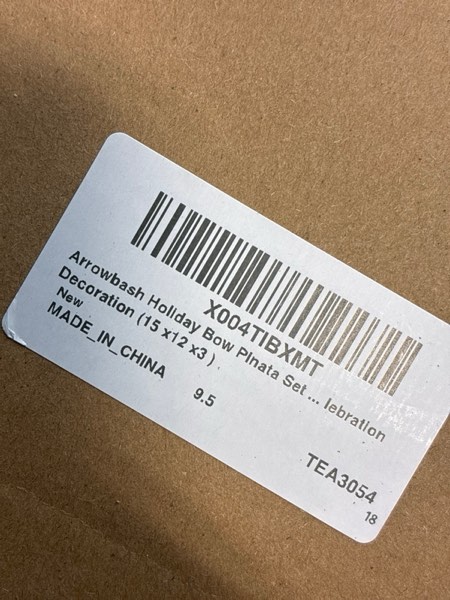 X004TIBXMT
Arrowbash Holiday Bow Pinata Set ... lebration
Decoration (15 x12 x3 )
New
MADE_IN_CHINA
9.5
TEA3054
18